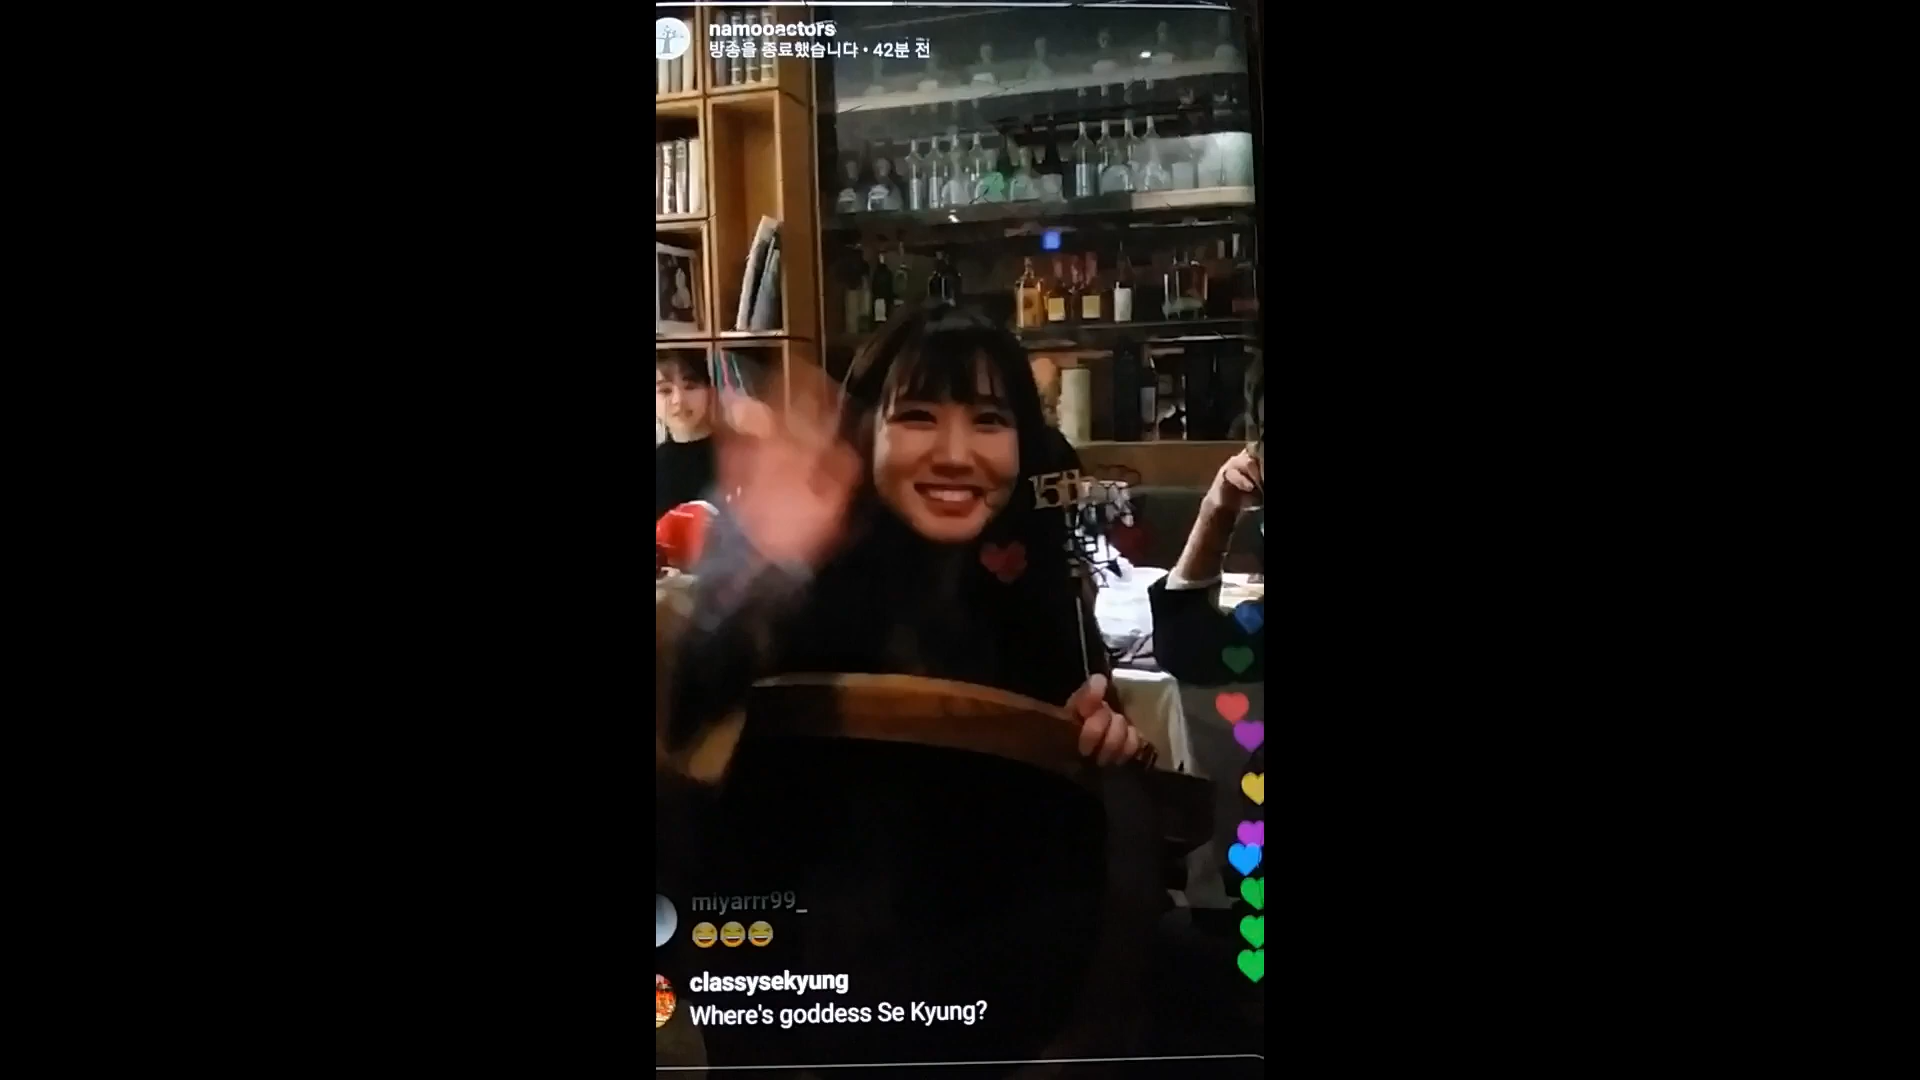 namooactors
방송을 종료했습니다 • 42분 전
15th
miyarrr99_
😂😂😂
classysekyung
Where's goddess Se Kyung?